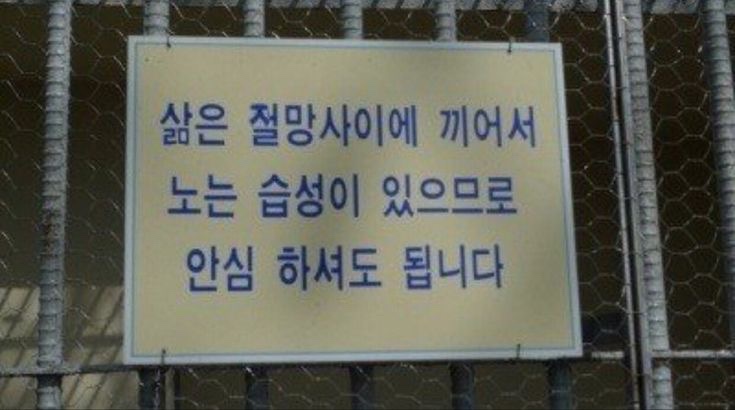 삶은 절망사이에 끼어서
노는 습성이 있으므로
안심 하셔도 됩니다